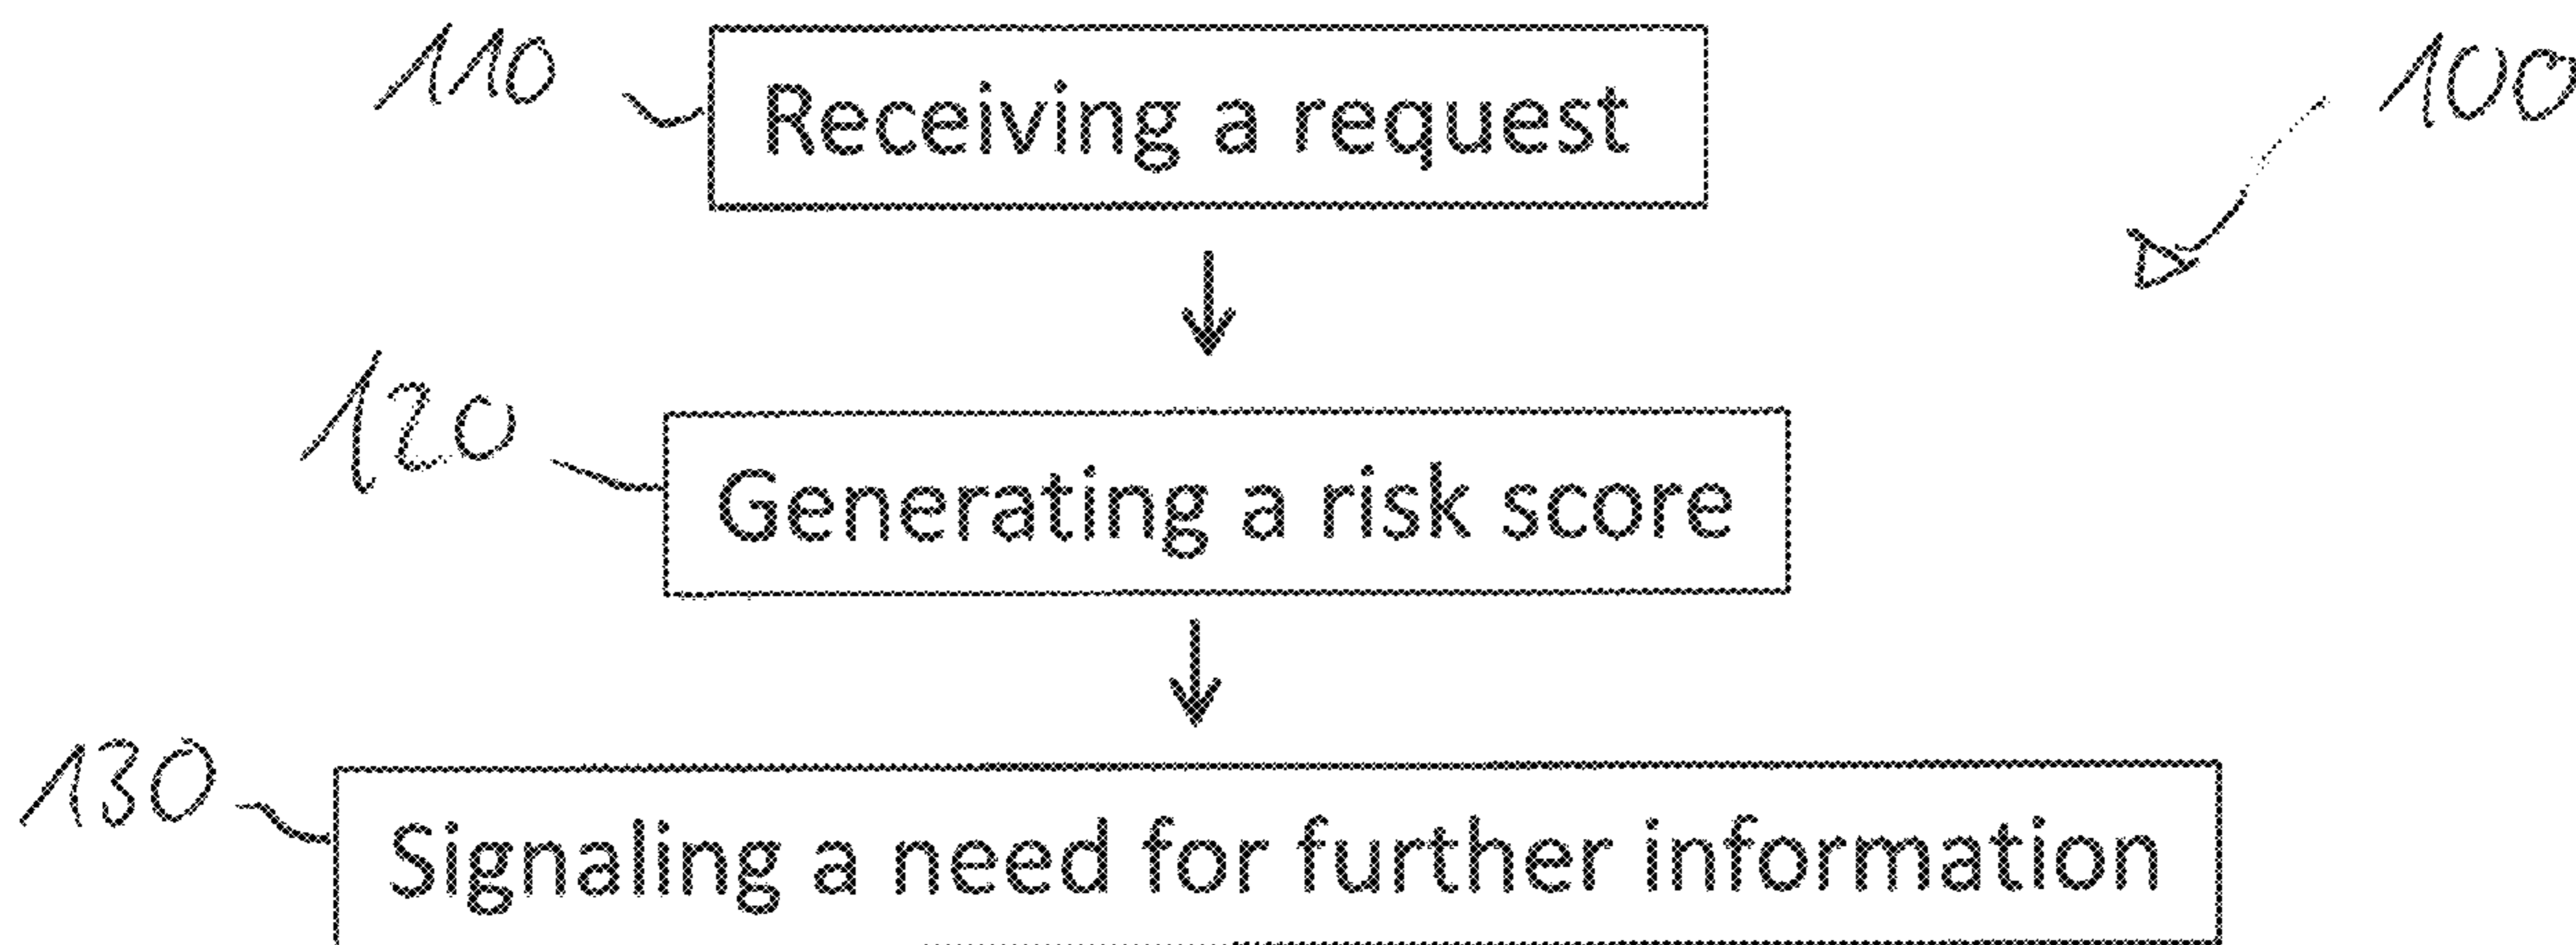 110 Receiving a request 100
120 Generating a risk score
130 Signaling a need for further information